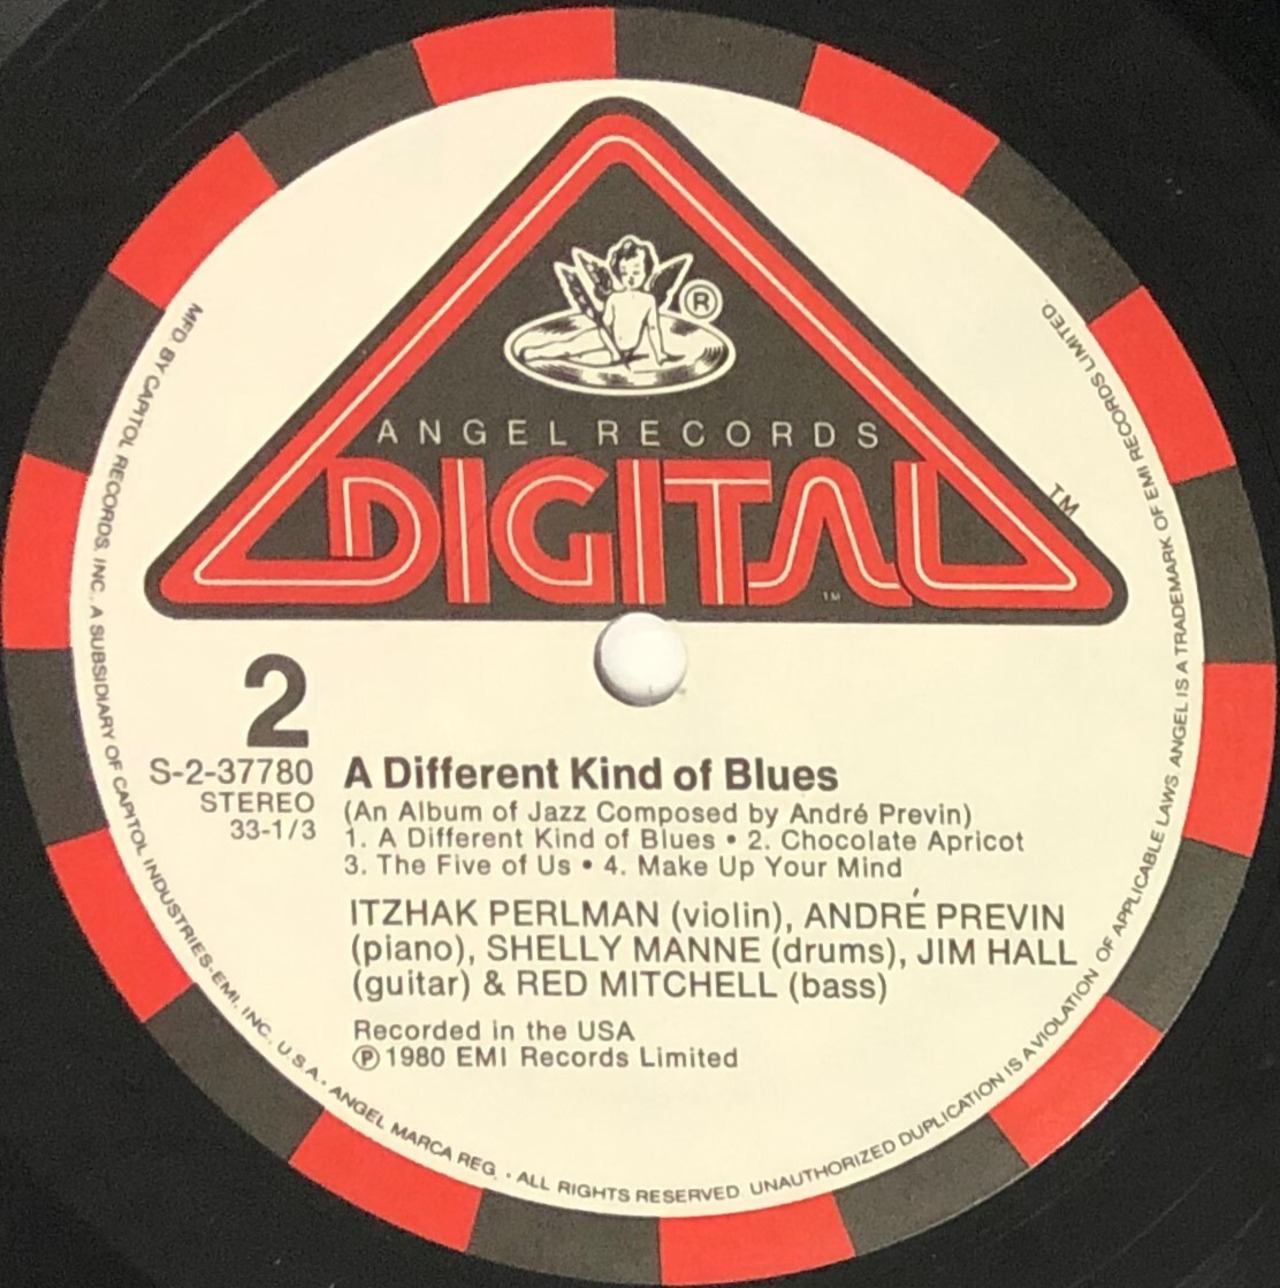 ®
ANGEL RECORDS
DIGITAL
TM
TM
2
S-2-37780
STEREO
33-1/3
A Different Kind of Blues
(An Album of Jazz Composed by André Previn)
1. A Different Kind of Blues • 2. Chocolate Apricot
3. The Five of Us • 4. Make Up Your Mind
ITZHAK PERLMAN (violin), ANDRÉ PREVIN
(piano), SHELLY MANNE (drums), JIM HALL
(guitar) & RED MITCHELL (bass)
Recorded in the USA
℗ 1980 EMI Records Limited
MFD. BY CAPITOL RECORDS, INC. A SUBSIDIARY OF CAPITOL INDUSTRIES-EMI, INC., U.S.A. • ANGEL MARCA REG. • ALL RIGHTS RESERVED. UNAUTHORIZED DUPLICATION IS A VIOLATION OF APPLICABLE LAWS. ANGEL IS A TRADEMARK OF EMI RECORDS LIMITED.